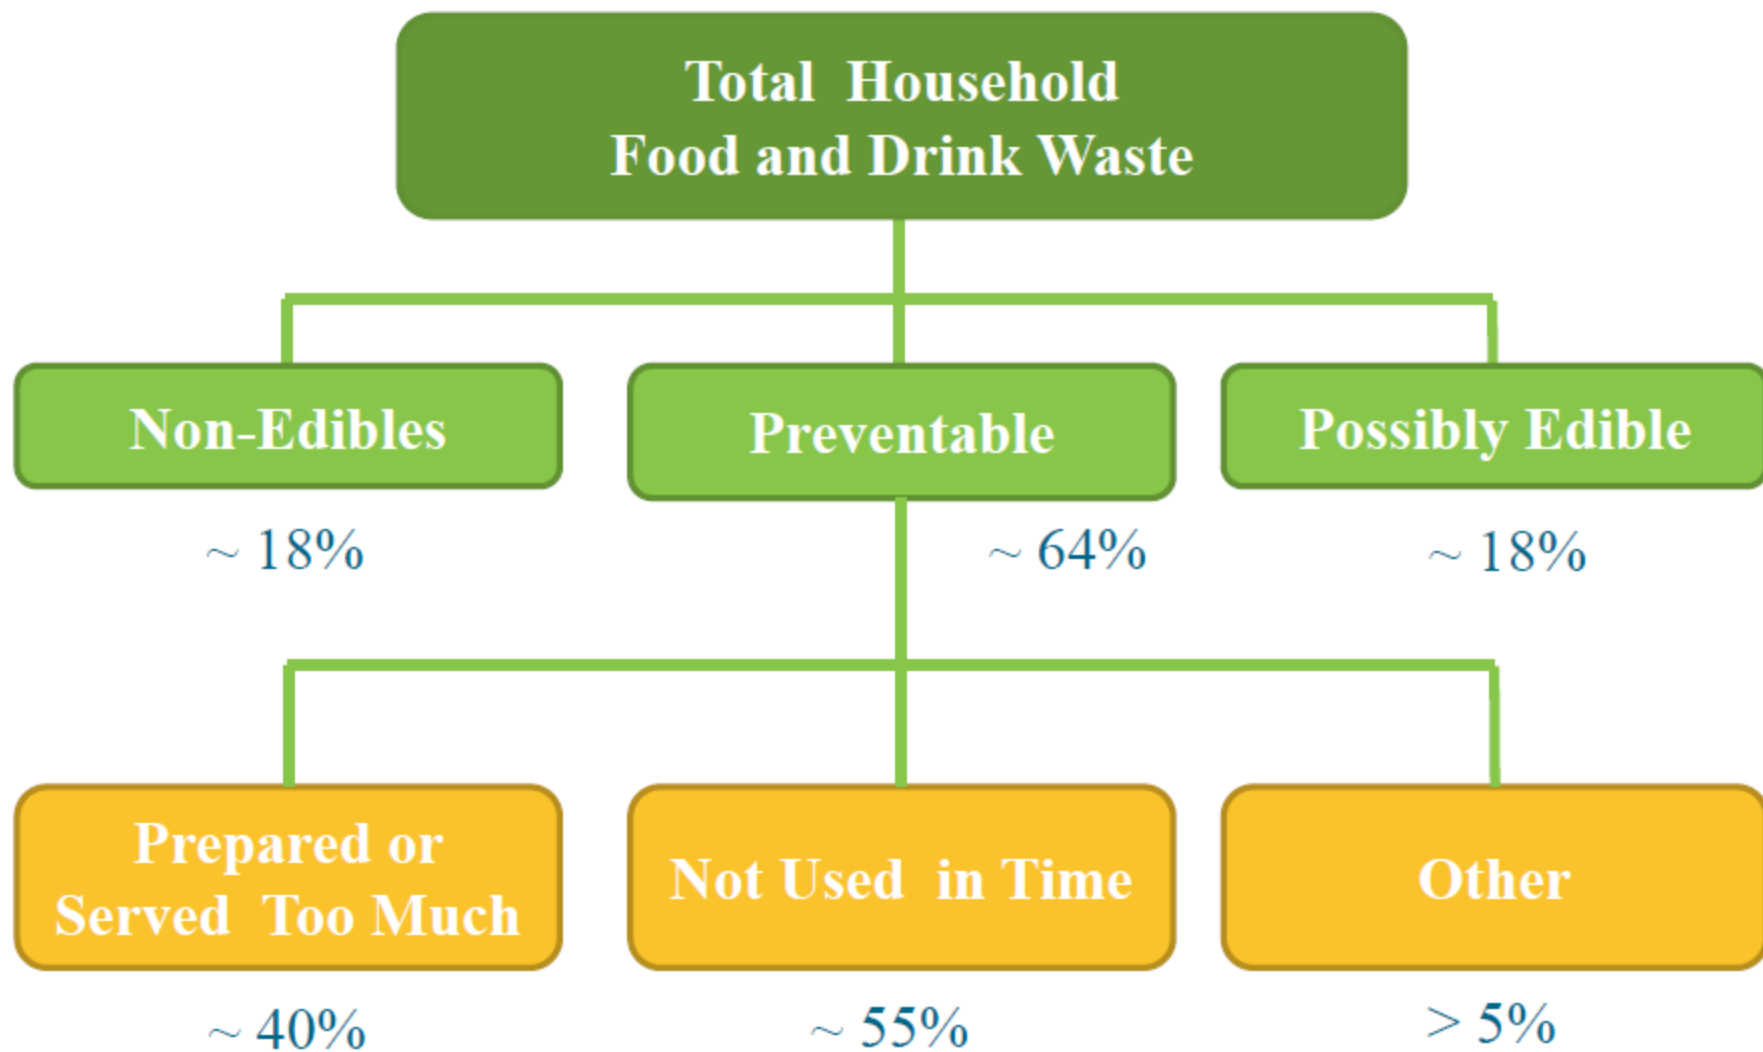 Total Household
Food and Drink Waste
Non-Edibles
Preventable
Possibly Edible
~ 18%
~ 64%
~ 18%
Prepared or
Served Too Much
Not Used in Time
Other
~ 40%
~ 55%
> 5%